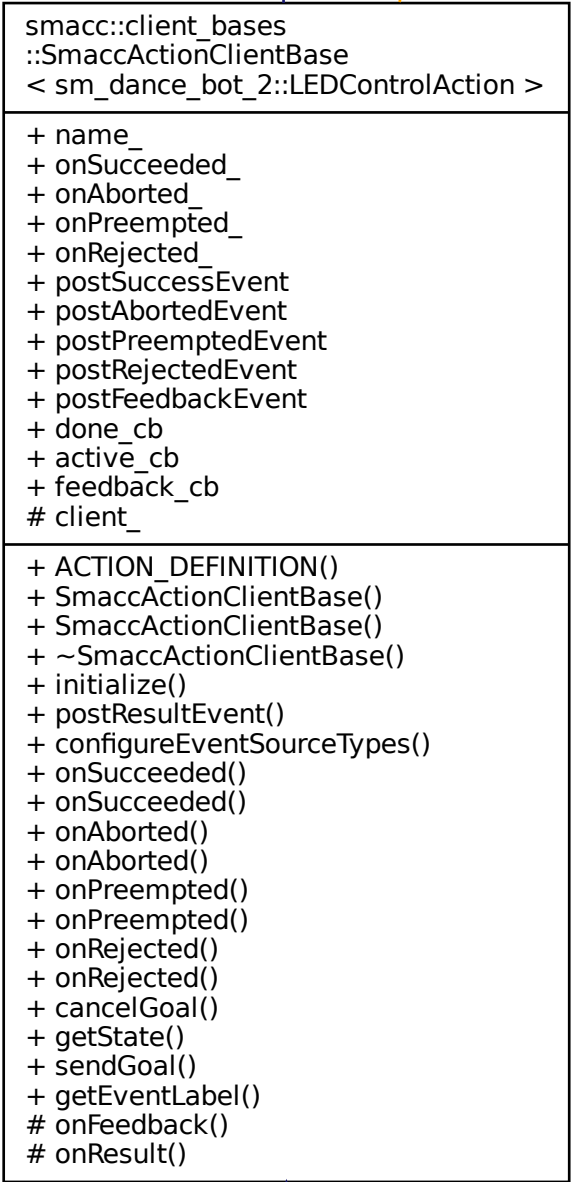 smacc::client_bases
::SmaccActionClientBase
< sm_dance_bot_2::LEDControlAction >
+ name_
+ onSucceeded_
+ onAborted_
+ onPreempted_
+ onRejected_
+ postSuccessEvent
+ postAbortedEvent
+ postPreemptedEvent
+ postRejectedEvent
+ postFeedbackEvent
+ done_cb
+ active_cb
+ feedback_cb
# client_
+ ACTION_DEFINITION()
+ SmaccActionClientBase()
+ SmaccActionClientBase()
+ ~SmaccActionClientBase()
+ initialize()
+ postResultEvent()
+ configureEventSourceTypes()
+ onSucceeded()
+ onSucceeded()
+ onAborted()
+ onAborted()
+ onPreempted()
+ onPreempted()
+ onRejected()
+ onRejected()
+ cancelGoal()
+ getState()
+ sendGoal()
+ getEventLabel()
# onFeedback()
# onResult()